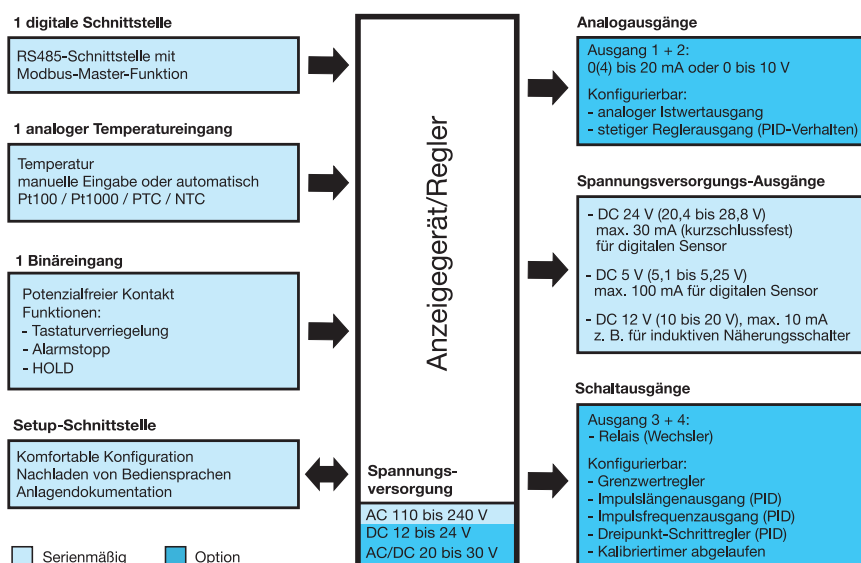 1 digitale Schnittstelle
RS485-Schnittstelle mit
Modbus-Master-Funktion
1 analoger Temperatureingang
Temperatur
manuelle Eingabe oder automatisch
Pt100 / Pt1000 / PTC / NTC
1 Binäreingang
Potenzialfreier Kontakt
Funktionen:
- Tastaturverriegelung
- Alarmstopp
- HOLD
Setup-Schnittstelle
Komfortable Konfiguration
Nachladen von Bediensprachen
Anlagendokumentation
Serienmäßig
Option
Anzeigegerät/Regler
Spannungs-
versorgung
AC 110 bis 240 V
DC 12 bis 24 V
AC/DC 20 bis 30 V
Analogausgänge
Ausgang 1 + 2:
0(4) bis 20 mA oder 0 bis 10 V
Konfigurierbar:
- analoger Istwertausgang
- stetiger Reglerausgang (PID-Verhalten)
Spannungsversorgungs-Ausgänge
- DC 24 V (20,4 bis 28,8 V)
max. 30 mA (kurzschlussfest)
für digitalen Sensor
- DC 5 V (5,1 bis 5,25 V)
max. 100 mA für digitalen Sensor
- DC 12 V (10 bis 20 V), max. 10 mA
z. B. für induktiven Näherungsschalter
Schaltausgänge
Ausgang 3 + 4:
- Relais (Wechsler)
Konfigurierbar:
- Grenzwertregler
- Impulslängenausgang (PID)
- Impulsfrequenzausgang (PID)
- Dreipunkt-Schrittregler (PID)
- Kalibriertimer abgelaufen